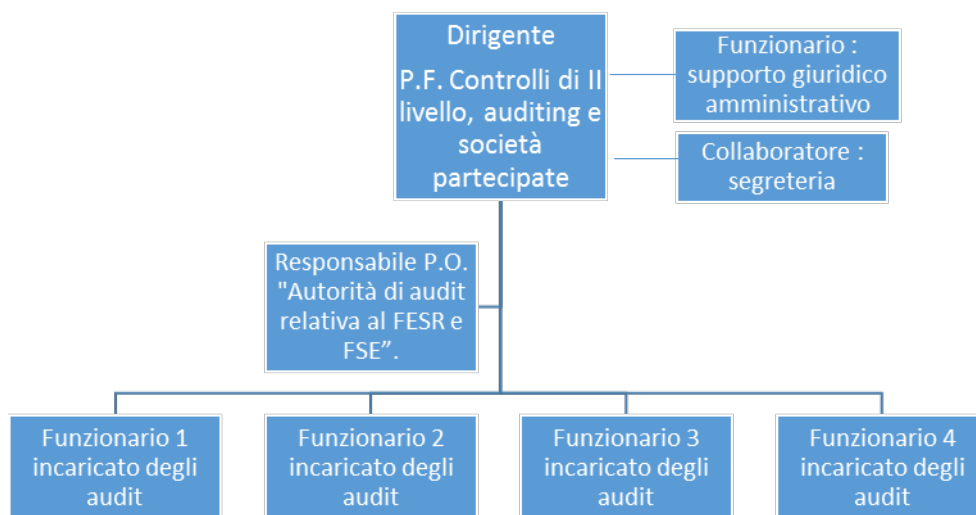 Dirigente
P.F. Controlli di II
livello, auditing e
società
partecipate
Funzionario :
supporto giuridico
amministrativo
Collaboratore :
segreteria
Responsabile P.O.
"Autorità di audit
relativa al FESR e
FSE”.
Funzionario 1
incaricato degli
audit
Funzionario 2
incaricato degli
audit
Funzionario 3
incaricato degli
audit
Funzionario 4
incaricato degli
audit